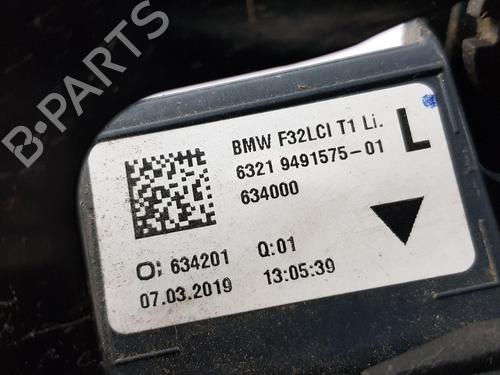 B-PARTS
BMW F32LCI T1 Li.
L
6321 9491575-01
634000
634201 Q:01
07.03.2019 13:05:39